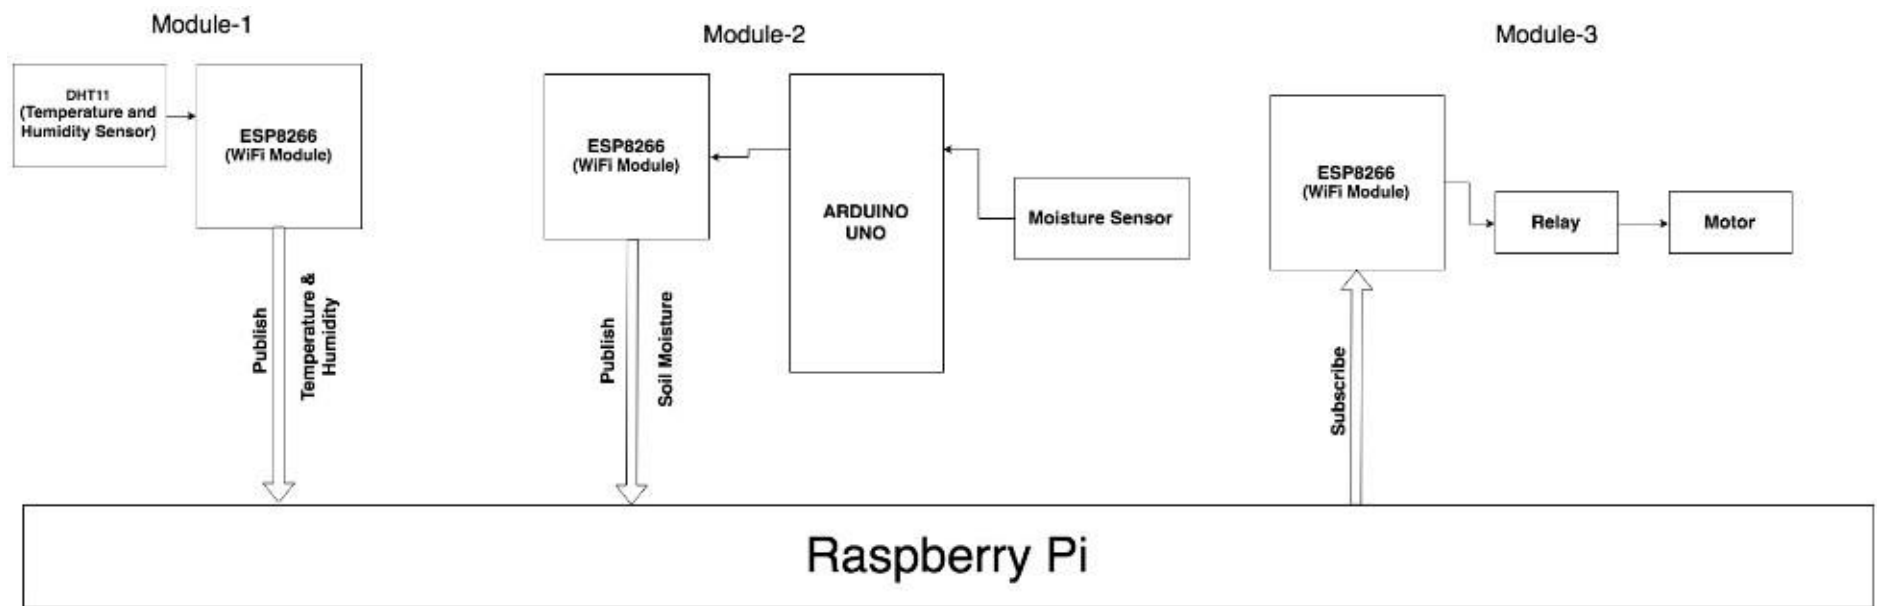 Module-1
DHT11
(Temperature and
Humidity Sensor)
ESP8266
(WiFi Module)
Publish
Temperature &
Humidity
Module-2
ESP8266
(WiFi Module)
ARDUINO
UNO
Moisture Sensor
Publish
Soil Moisture
Module-3
ESP8266
(WiFi Module)
Relay
Motor
Subscribe
Raspberry Pi